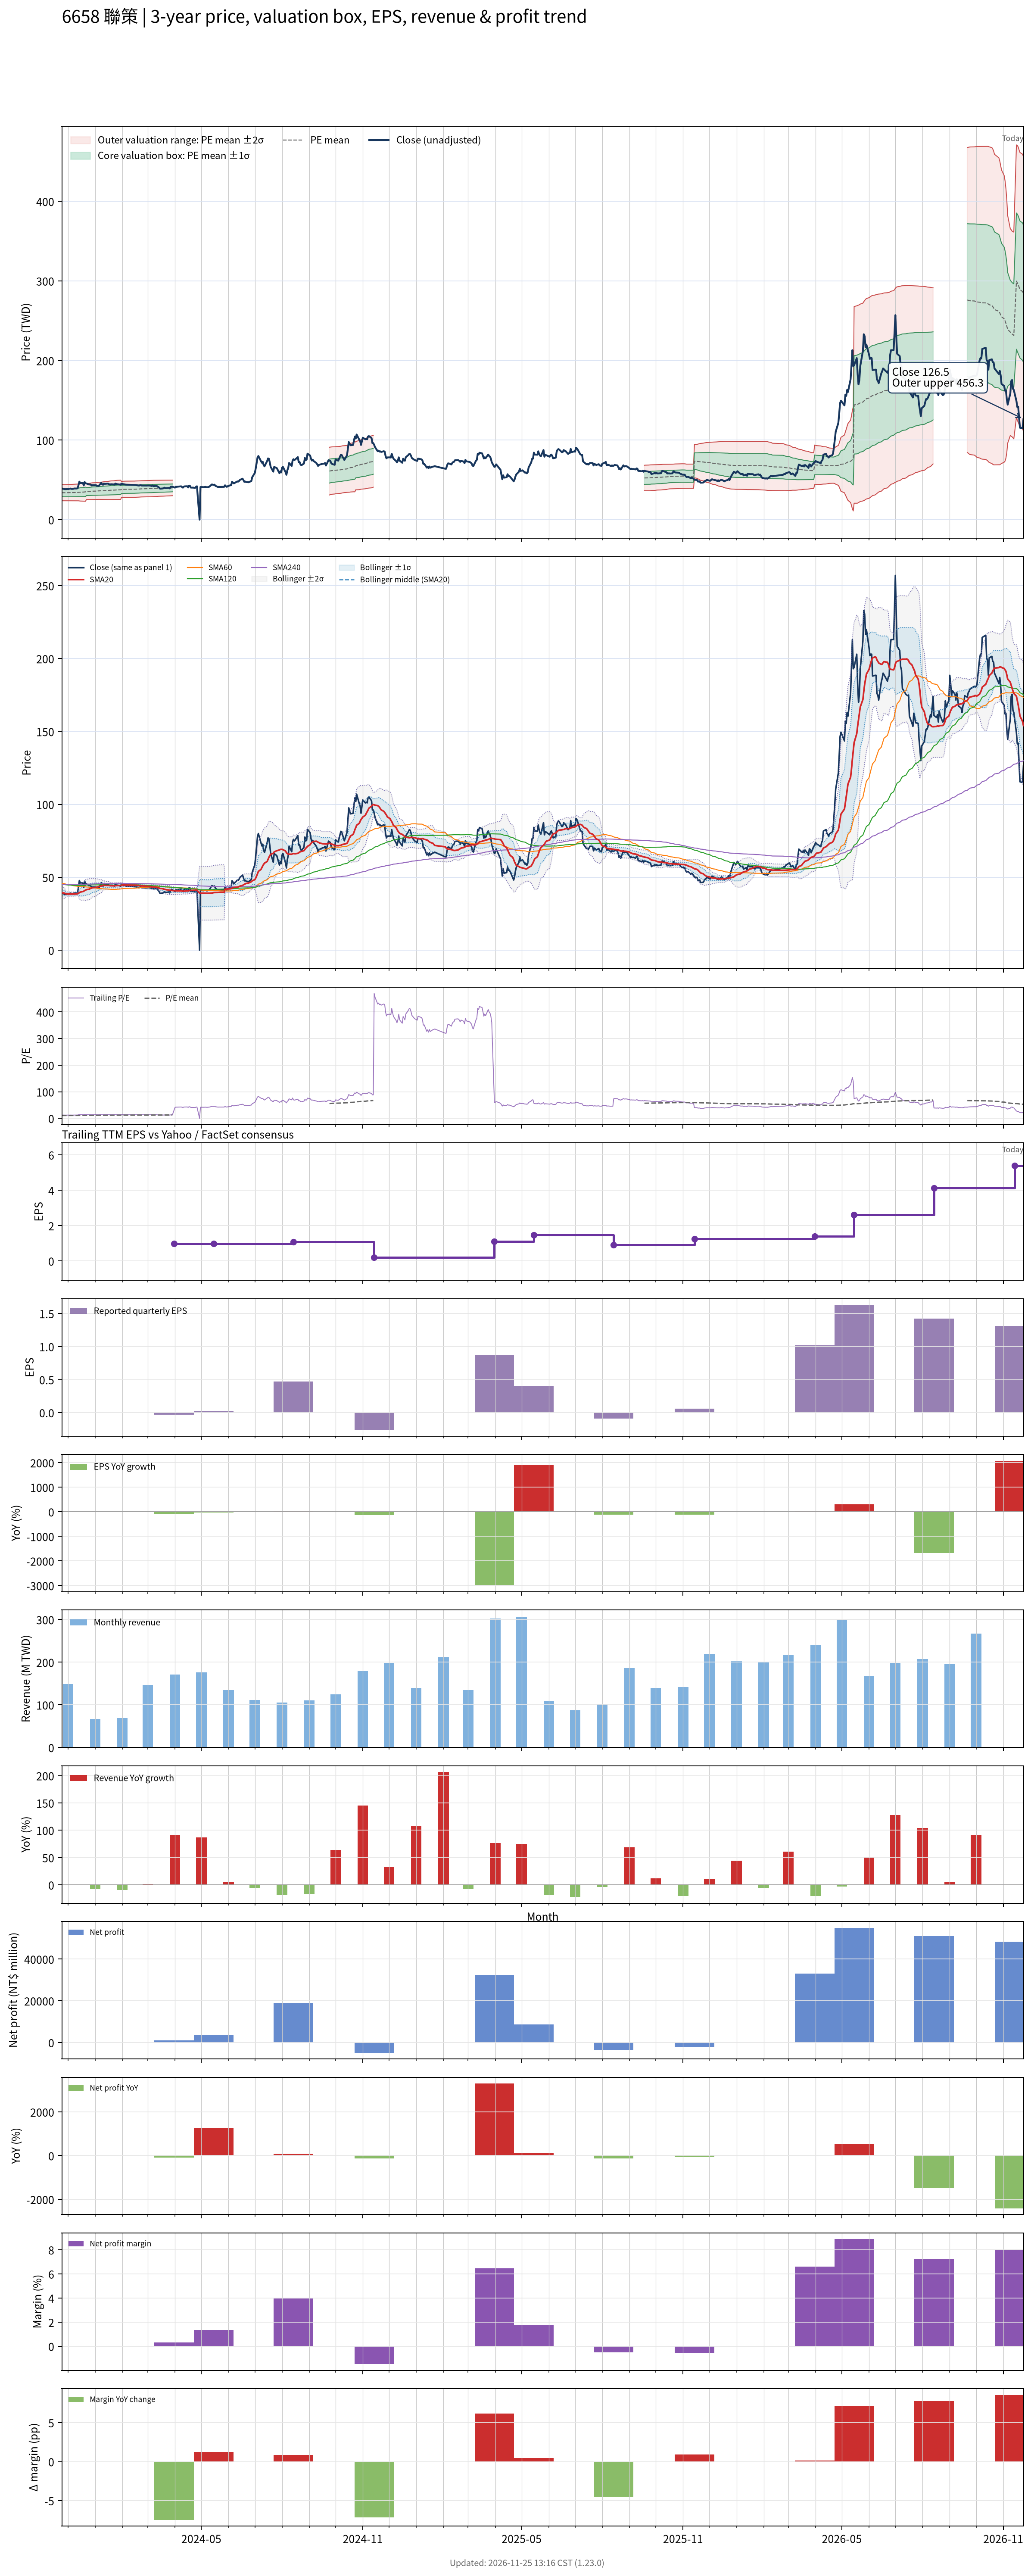 6658 聯策 | 3-year price, valuation box, EPS, revenue & profit trend
Outer valuation range: PE mean ±2σ
Core valuation box: PE mean ±1σ
PE mean
Close (unadjusted)
Today
Price (TWD)
400
300
200
100
0
Close 126.5
Outer upper 456.3
Close (same as panel 1)
SMA20
SMA60
SMA120
SMA240
Bollinger ±2σ
Bollinger ±1σ
Bollinger middle (SMA20)
Price
250
200
150
100
50
0
Trailing P/E
P/E mean
P/E
400
300
200
100
0
Trailing TTM EPS vs Yahoo / FactSet consensus
Today
EPS
6
4
2
0
Reported quarterly EPS
EPS
1.5
1.0
0.5
0.0
EPS YoY growth
YoY (%)
2000
1000
0
-1000
-2000
-3000
Monthly revenue
Revenue (M TWD)
300
200
100
0
Revenue YoY growth
YoY (%)
200
150
100
50
0
Month
Net profit
Net profit (NT$ million)
40000
20000
0
Net profit YoY
YoY (%)
2000
0
-2000
Net profit margin
Margin (%)
8
6
4
2
0
Margin YoY change
Δ margin (pp)
5
0
-5
2024-05
2024-11
2025-05
2025-11
2026-05
2026-11
Updated: 2026-11-25 13:16 CST (1.23.0)